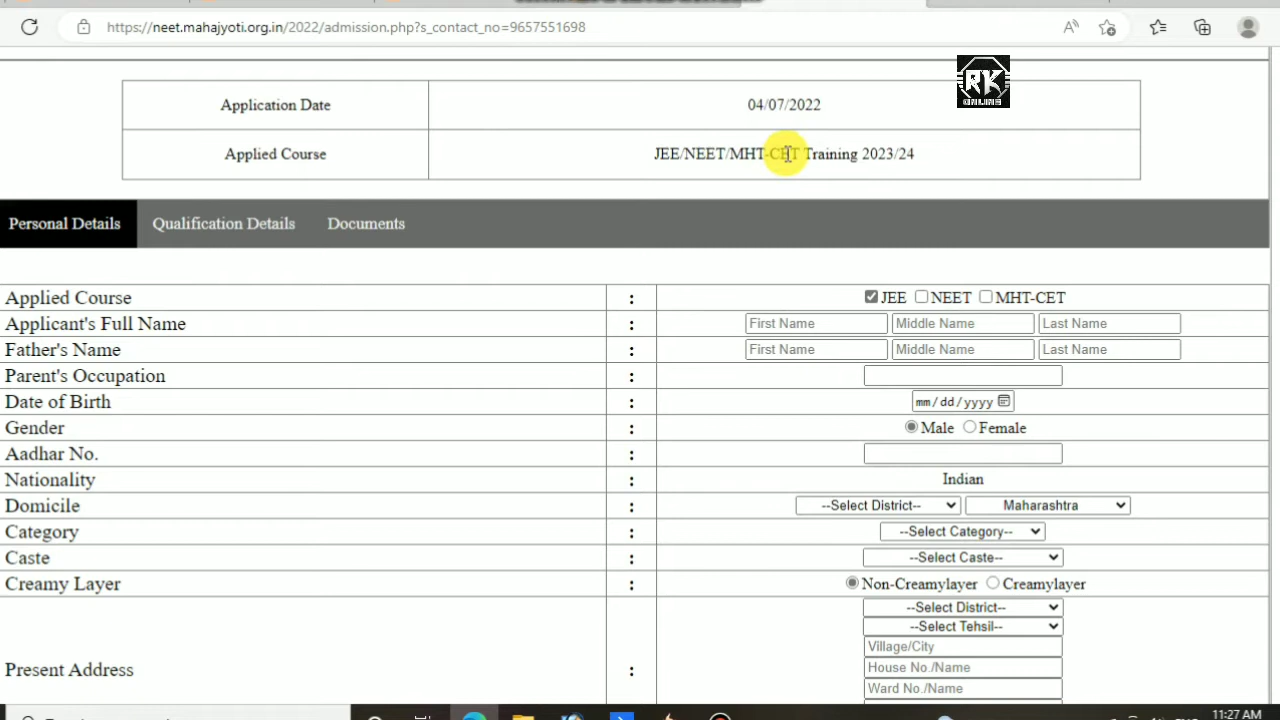 https://neet.mahajyoti.org.in/2022/admission.php?s_contact_no=9657551698
RK
ONLINE
Application Date 04/07/2022
Applied Course JEE/NEET/MHT-CET Training 2023/24
Personal Details Qualification Details Documents
Applied Course : JEE NEET MHT-CET
Applicant's Full Name : First Name Middle Name Last Name
Father's Name : First Name Middle Name Last Name
Parent's Occupation :
Date of Birth : mm/dd/yyyy
Gender : Male Female
Aadhar No. :
Nationality : Indian
Domicile : --Select District-- Maharashtra
Category : --Select Category--
Caste : --Select Caste--
Creamy Layer : Non-Creamylayer Creamylayer
--Select District--
--Select Tehsil--
Village/City
Present Address : House No./Name
Ward No./Name
11:27 AM